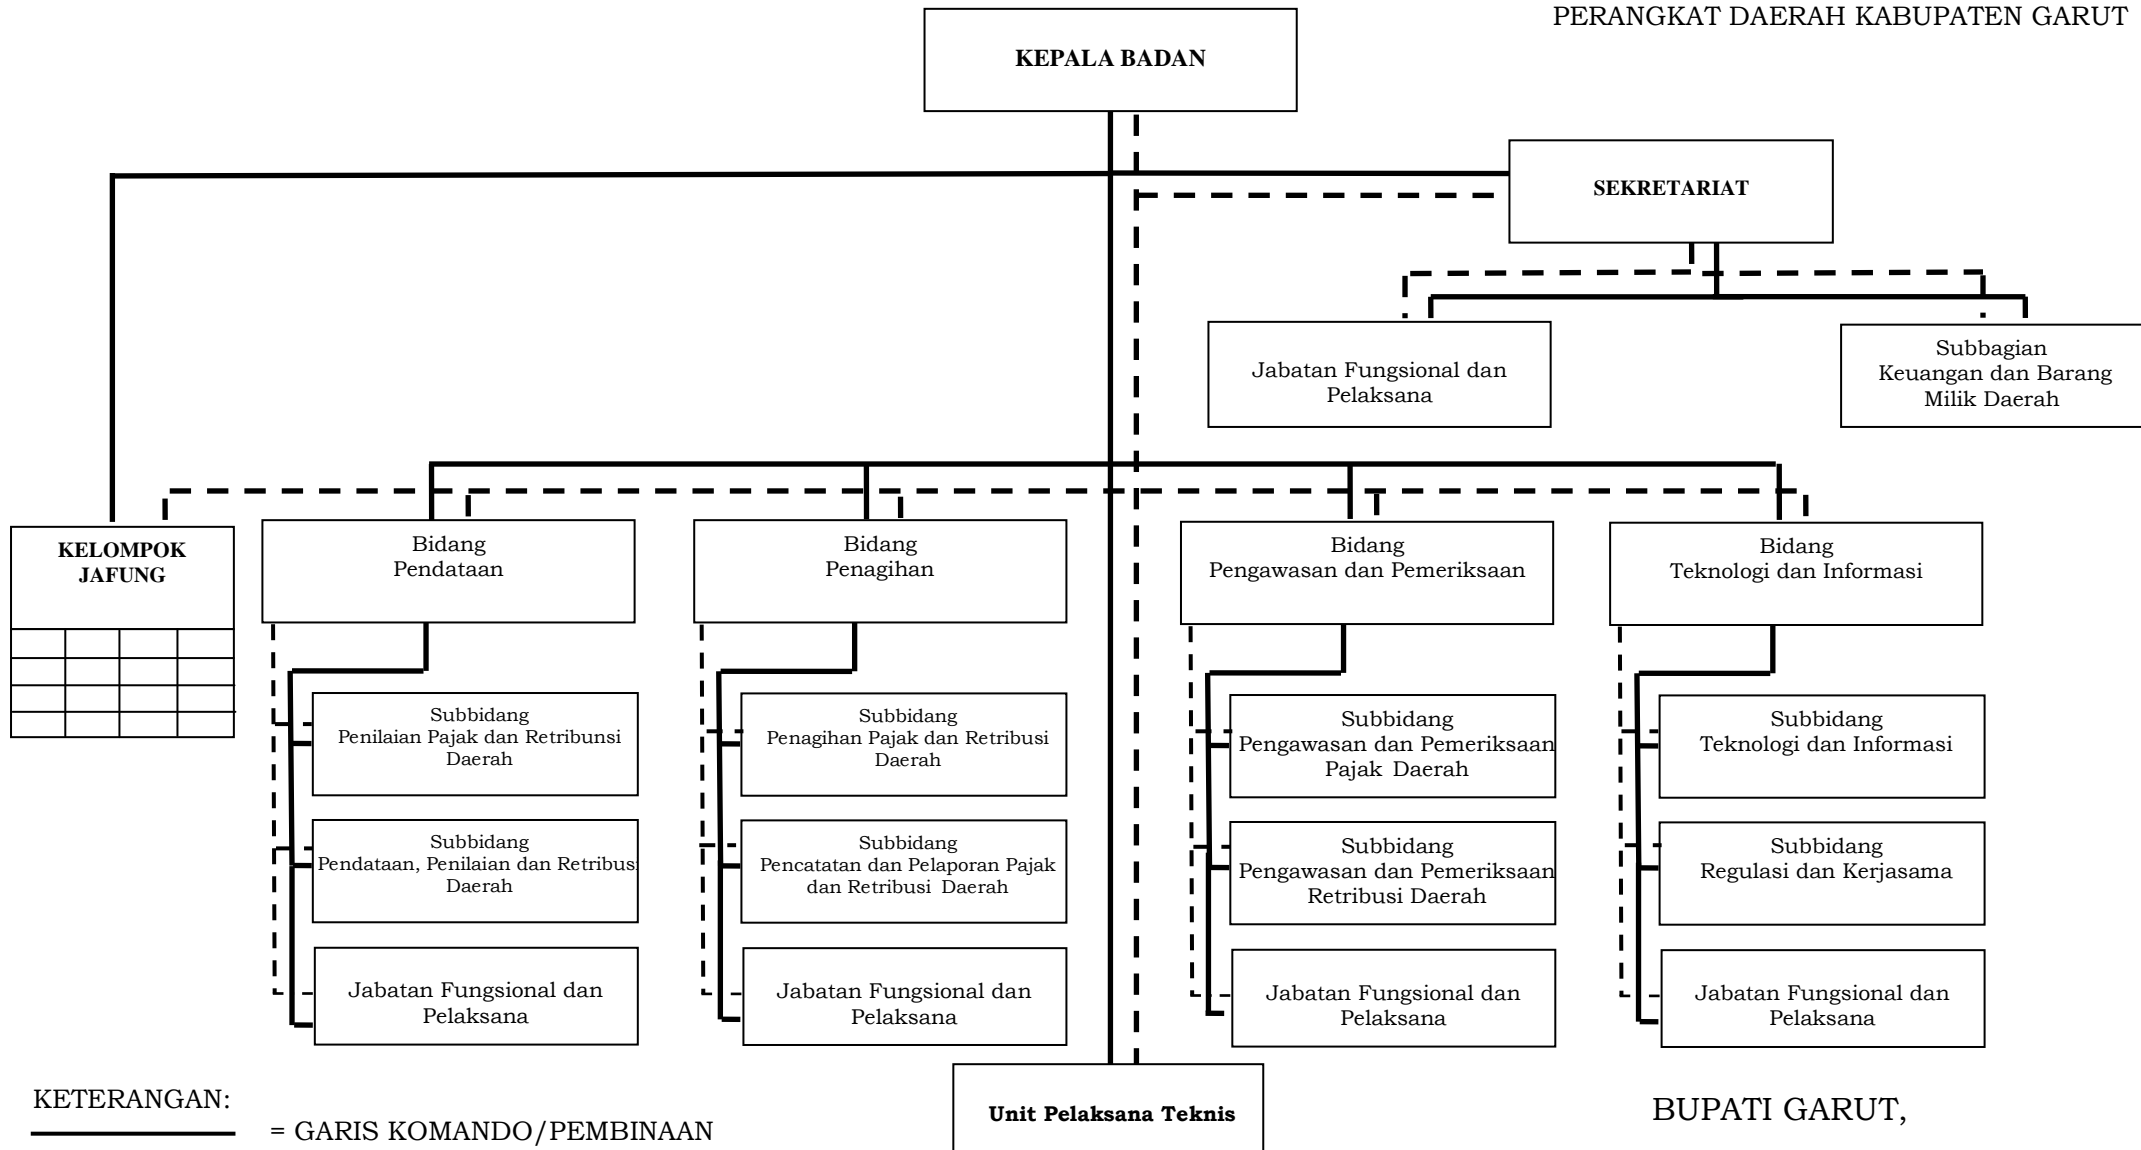 PERANGKAT DAERAH KABUPATEN GARUT
KEPALA BADAN
SEKRETARIAT
Jabatan Fungsional dan
Pelaksana
Subbagian
Keuangan dan Barang
Milik Daerah
KELOMPOK
JAFUNG
Bidang
Pendataan
Bidang
Penagihan
Bidang
Pengawasan dan Pemeriksaan
Bidang
Teknologi dan Informasi
Subbidang
Penilaian Pajak dan Retribunsi
Daerah
Subbidang
Penagihan Pajak dan Retribusi
Daerah
Subbidang
Pengawasan dan Pemeriksaan
Pajak Daerah
Subbidang
Teknologi dan Informasi
Subbidang
Pendataan, Penilaian dan Retribusi
Daerah
Subbidang
Pencatatan dan Pelaporan Pajak
dan Retribusi Daerah
Subbidang
Pengawasan dan Pemeriksaan
Retribusi Daerah
Subbidang
Regulasi dan Kerjasama
Jabatan Fungsional dan
Pelaksana
Jabatan Fungsional dan
Pelaksana
Jabatan Fungsional dan
Pelaksana
Jabatan Fungsional dan
Pelaksana
Unit Pelaksana Teknis
KETERANGAN:
= GARIS KOMANDO/PEMBINAAN
BUPATI GARUT,